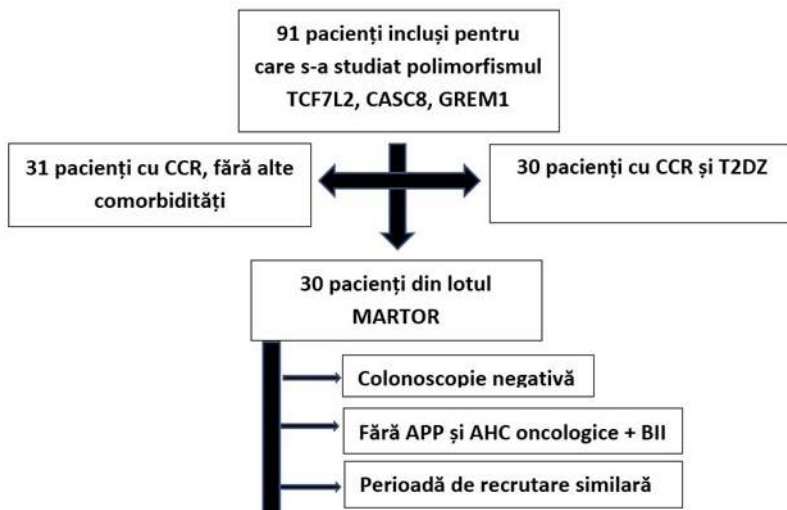 91 pacienți incluși pentru
care s-a studiat polimorfismul
TCF7L2, CASC8, GREM1
31 pacienți cu CCR, fără alte
comorbidități
30 pacienți cu CCR și T2DZ
30 pacienți din lotul
MARTOR
Colonoscopie negativă
Fără APP și AHC oncologice + BII
Perioadă de recrutare similară